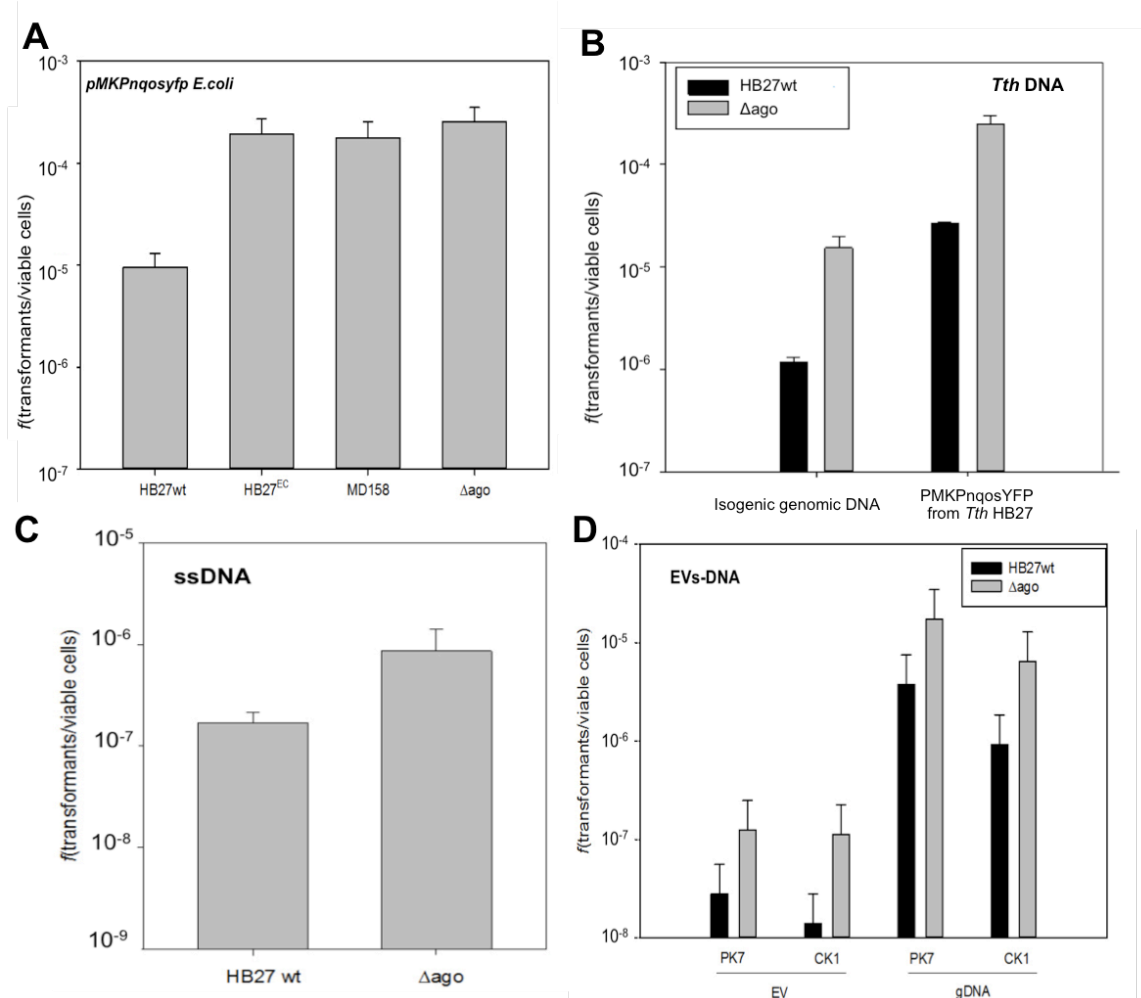 A
pMKPnqosyfp E.coli
10-3
10-4
10-5
10-6
10-7
f(transformants/viable cells)
HB27wt
HB27EC
MD158
Δago
B
HB27wt
Δago
Tth DNA
10-3
10-4
10-5
10-6
10-7
f(transformants/viable cells)
Isogenic genomic DNA
PMKPnqosYFP
from Tth HB27
C
ssDNA
10-5
10-6
10-7
10-8
10-9
f(transformants/viable cells)
HB27 wt
Δago
D
EVs-DNA
HB27wt
Δago
10-4
10-5
10-6
10-7
10-8
f(transformants/viable cells)
PK7
CK1
PK7
CK1
EV
gDNA